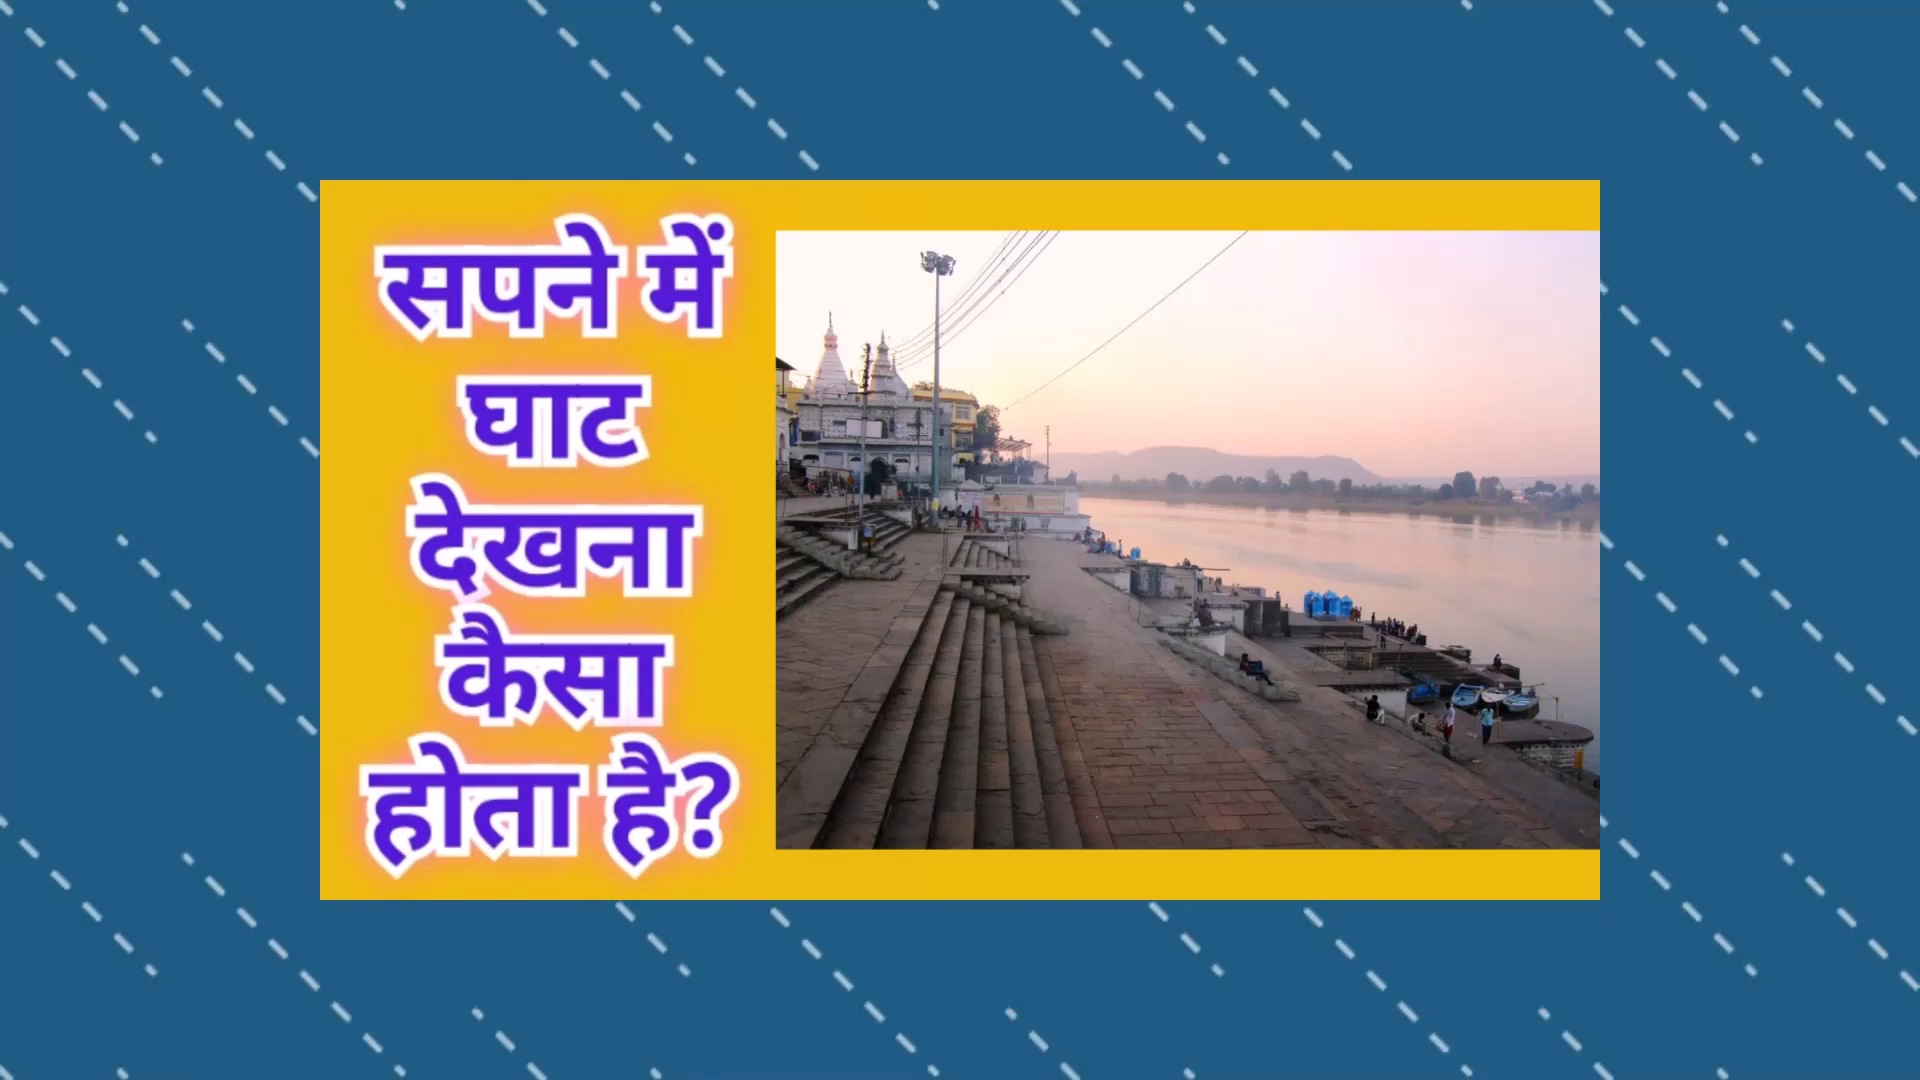 सपने में
घाट
देखना
कैसा
होता है?